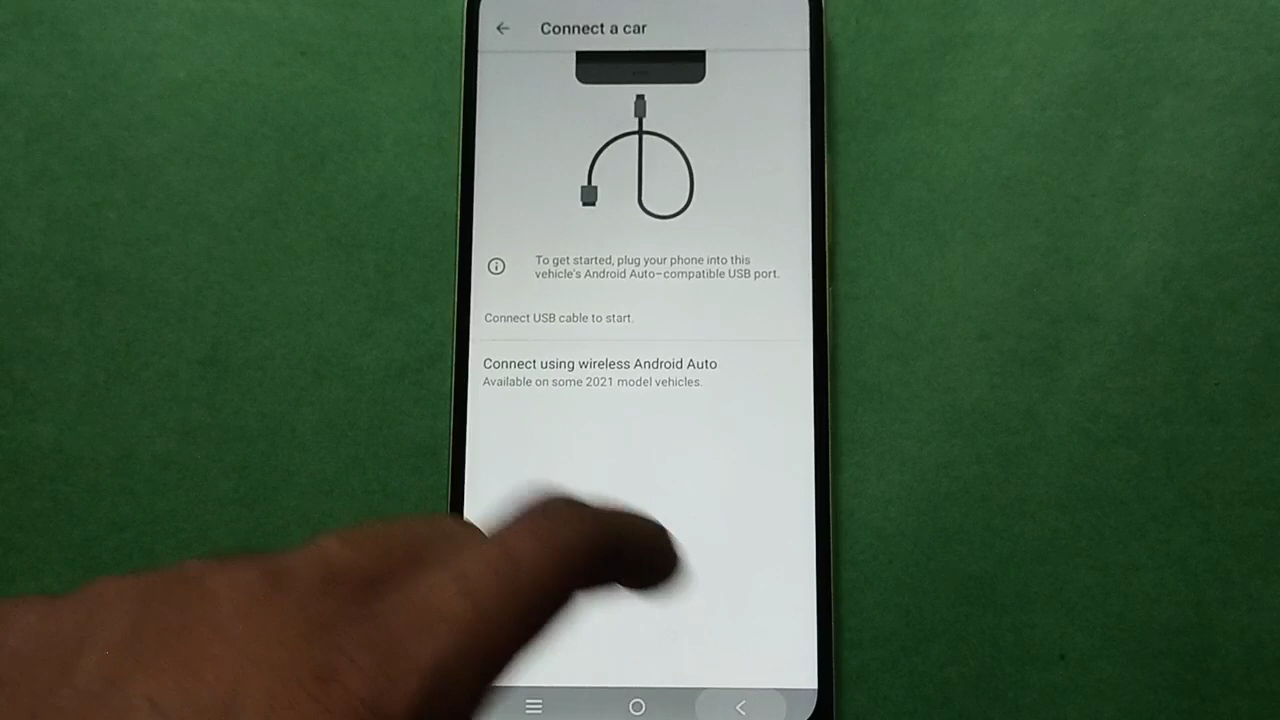 Connect a car
To get started, plug your phone into this
vehicle's Android Auto–compatible USB port.
Connect USB cable to start.
Connect using wireless Android Auto
Available on some 2021 model vehicles.